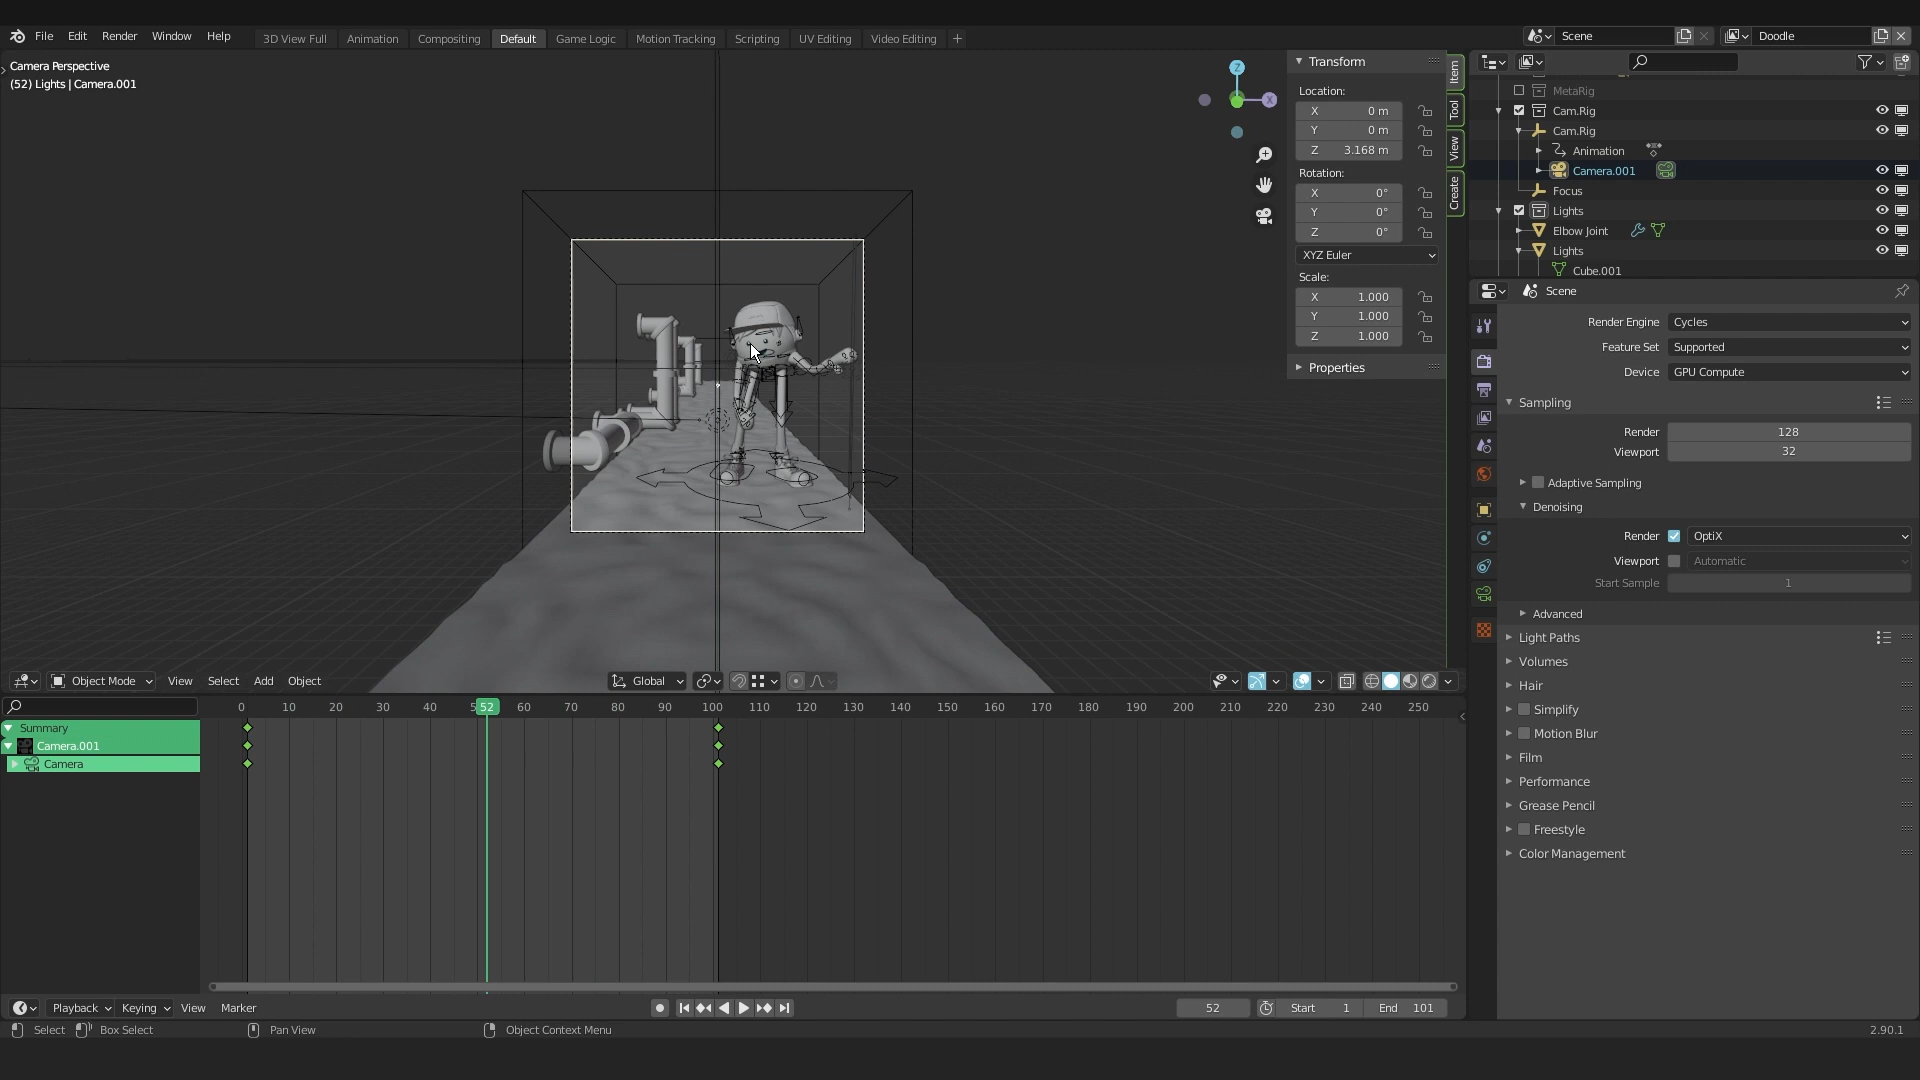 File Edit Render Window Help 3D View Full Animation Compositing Default Game Logic Motion Tracking Scripting UV Editing Video Editing + Scene Doodle
Camera Perspective
(52) Lights | Camera.001
Z
X
Transform
Location:
X 0 m
Y 0 m
Z 3.168 m
Rotation:
X 0°
Y 0°
Z 0°
XYZ Euler
Scale:
X 1.000
Y 1.000
Z 1.000
Properties
Item
Tool
View
Create
MetaRig
Cam.Rig
Cam.Rig
Animation
Camera.001
Focus
Lights
Elbow Joint
Lights
Cube.001
Scene
Render Engine Cycles
Feature Set Supported
Device GPU Compute
Sampling
Render 128
Viewport 32
Adaptive Sampling
Denoising
Render OptiX
Viewport Automatic
Start Sample 1
Advanced
Light Paths
Volumes
Hair
Simplify
Motion Blur
Film
Performance
Grease Pencil
Freestyle
Color Management
Object Mode View Select Add Object Global
0 10 20 30 40 52 60 70 80 90 100 110 120 130 140 150 160 170 180 190 200 210 220 230 240 250
Summary
Camera.001
Camera
Playback Keying View Marker 52 Start 1 End 101
Select Box Select Pan View Object Context Menu 2.90.1